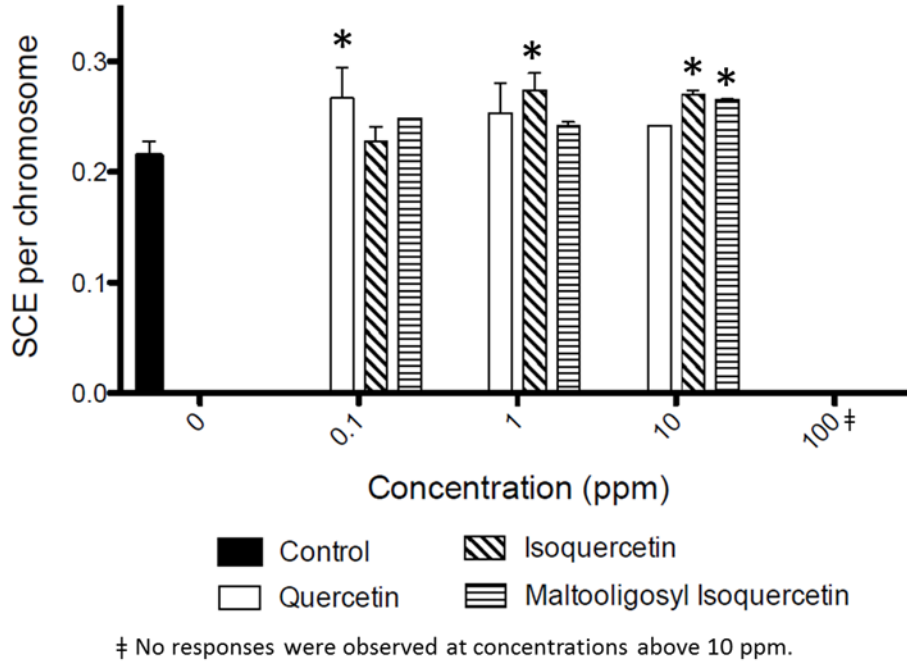 * * * *
0.3
0.2
0.1
0.0
SCE per chromosome
0 0.1 1 10 100 ‡
Concentration (ppm)
Control Isoquercetin
Quercetin Maltooligosyl Isoquercetin
‡ No responses were observed at concentrations above 10 ppm.